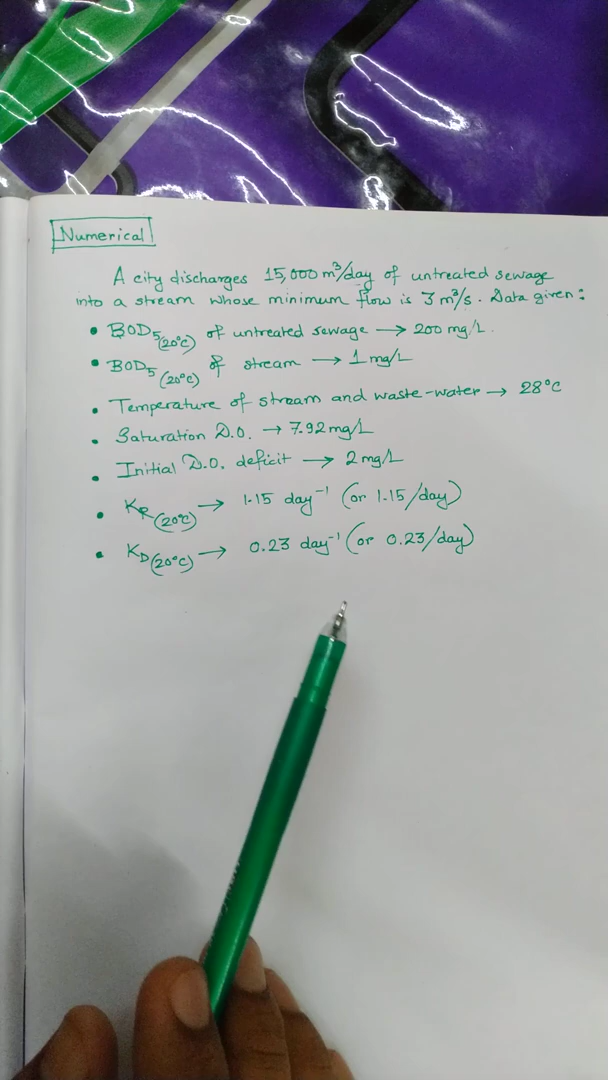 Numerical
A city discharges 15,000 m³/day of untreated sewage
into a stream whose minimum flow is 3 m³/s. Data given:
• BOD₅(20°C) of untreated sewage → 200 mg/L.
• BOD₅(20°C) of stream → 1 mg/L
• Temperature of stream and waste-water → 28°C
• Saturation D.O. → 7.92 mg/L
• Initial D.O. deficit → 2 mg/L
• K_R(20°C) → 1.15 day⁻¹ (or 1.15/day)
• K_D(20°C) → 0.23 day⁻¹ (or 0.23/day)